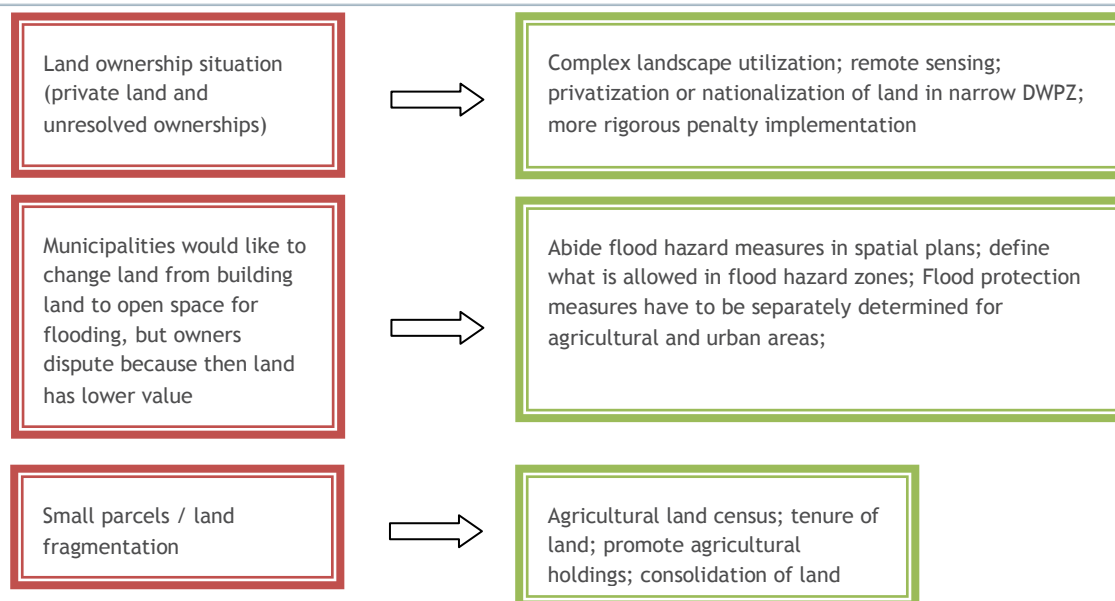 Land ownership situation
(private land and
unresolved ownerships)
Complex landscape utilization; remote sensing;
privatization or nationalization of land in narrow DWPZ;
more rigorous penalty implementation
Municipalities would like to
change land from building
land to open space for
flooding, but owners
dispute because then land
has lower value
Abide flood hazard measures in spatial plans; define
what is allowed in flood hazard zones; Flood protection
measures have to be separately determined for
agricultural and urban areas;
Small parcels / land
fragmentation
Agricultural land census; tenure of
land; promote agricultural
holdings; consolidation of land